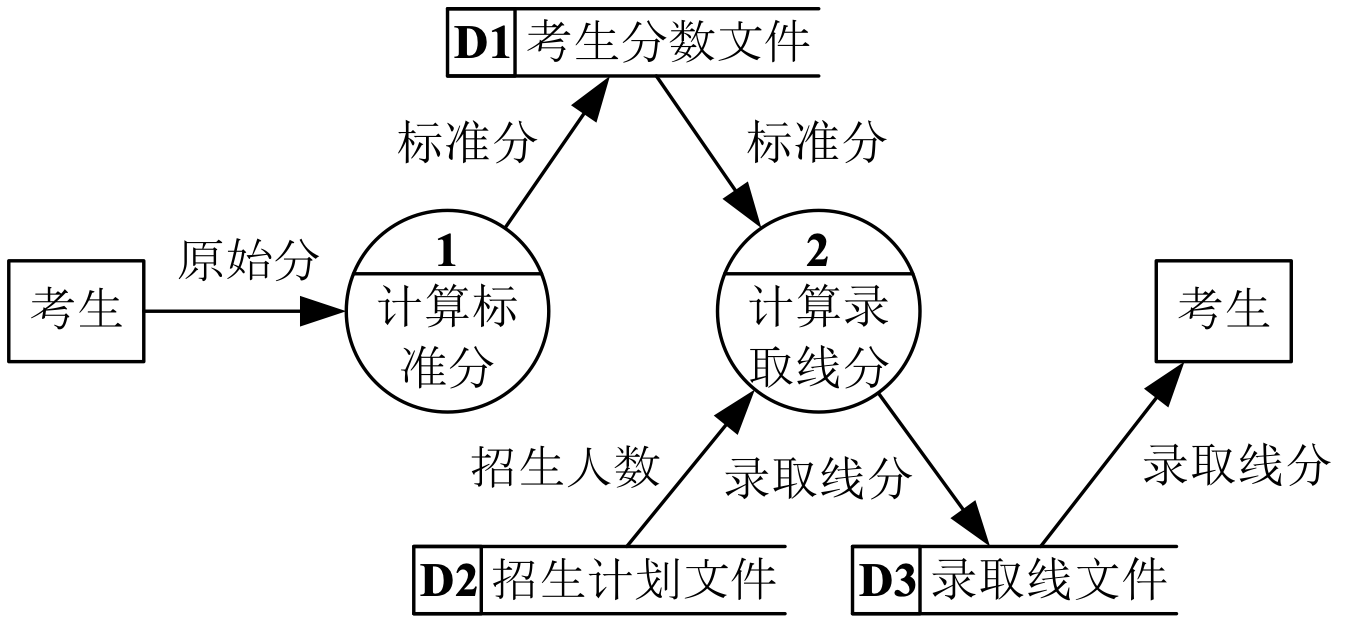 D1 考生分数文件
标准分
标准分
1
2
原始分
考生
计算标
准分
计算录
取线分
考生
招生人数
录取线分
录取线分
D2 招生计划文件
D3 录取线文件